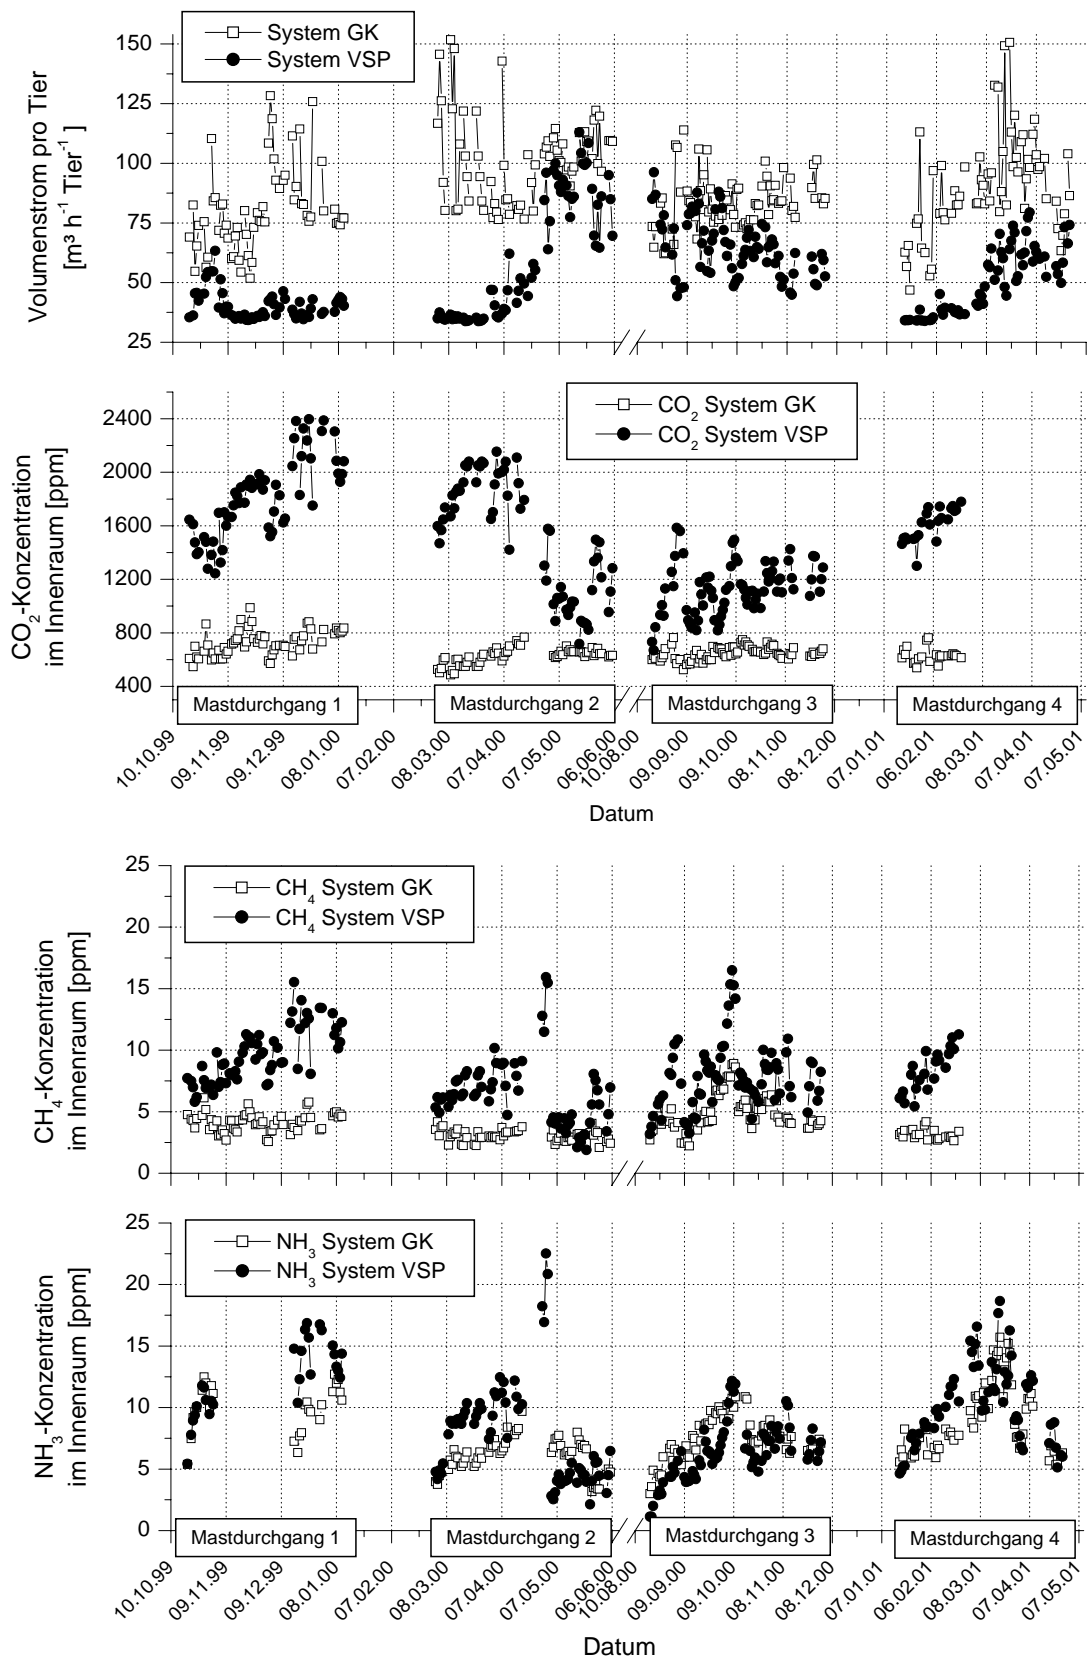 System GK
System VSP
Volumenstrom pro Tier
[m³ h⁻¹ Tier⁻¹]
150
125
100
75
50
25
CO₂ System GK
CO₂ System VSP
CO₂-Konzentration
im Innenraum [ppm]
2400
2000
1600
1200
800
400
Mastdurchgang 1
Mastdurchgang 2
Mastdurchgang 3
Mastdurchgang 4
10.10.99
09.11.99
09.12.99
08.01.00
07.02.00
08.03.00
07.04.00
07.05.00
06.06.00
10.08.00
09.09.00
09.10.00
08.11.00
08.12.00
07.01.01
06.02.01
08.03.01
07.04.01
07.05.01
Datum
CH₄ System GK
CH₄ System VSP
CH₄-Konzentration
im Innenraum [ppm]
25
20
15
10
5
0
NH₃ System GK
NH₃ System VSP
NH₃-Konzentration
im Innenraum [ppm]
25
20
15
10
5
0
Mastdurchgang 1
Mastdurchgang 2
Mastdurchgang 3
Mastdurchgang 4
10.10.99
09.11.99
09.12.99
08.01.00
07.02.00
08.03.00
07.04.00
07.05.00
06.06.00
10.08.00
09.09.00
09.10.00
08.11.00
08.12.00
07.01.01
06.02.01
08.03.01
07.04.01
07.05.01
Datum